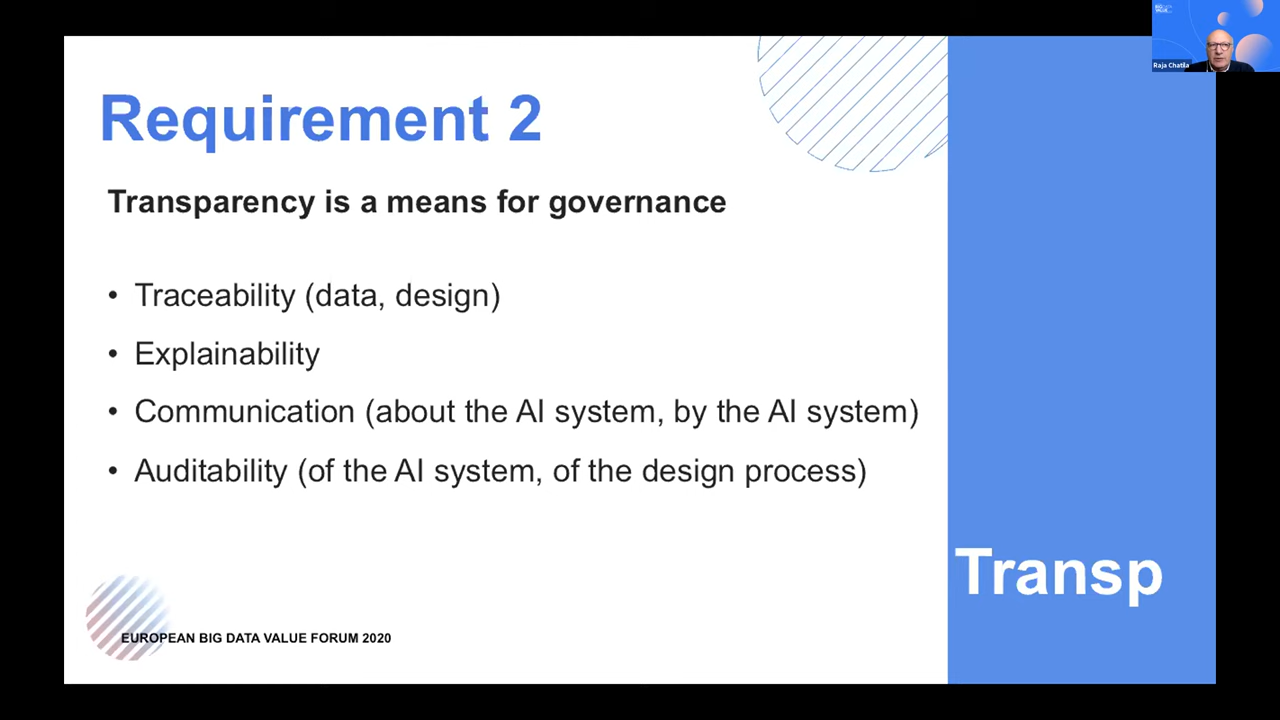 Requirement 2
Transparency is a means for governance
• Traceability (data, design)
• Explainability
• Communication (about the AI system, by the AI system)
• Auditability (of the AI system, of the design process)
Transp
EUROPEAN BIG DATA VALUE FORUM 2020
Raja Chatila